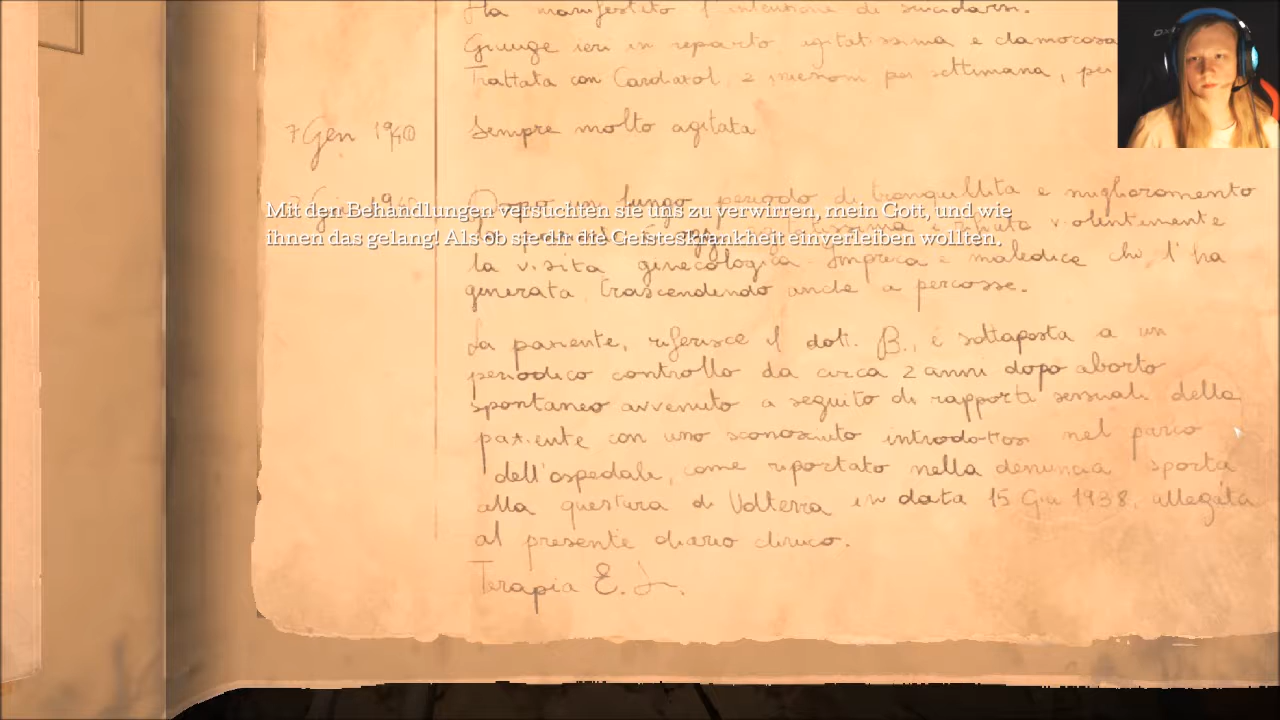 Ha manifestato l'intenzione di suicidarsi.
Giunge ieri in reparto, agitatissima e clamorosa
Trattata con Cardiazol, 2 iniezioni per settimana, per
7 Gen 1940 Sempre molto agitata
Dopo un lungo periodo di tranquillità e miglioramento
Mit den Behandlungen versuchten sie uns zu verwirren, mein Gott, und wie
ihnen das gelang! Als ob sie dir die Geisteskrankheit einverleiben wollten.
violentemente
la visita ginecologica. Impreca e maledice chi l'ha
generata trascendendo anche a percosse.
La paziente, riferisce il dott. B., è sottoposta a un
periodico controllo da circa 2 anni dopo aborto
spontaneo avvenuto a seguito di rapporti sessuali della
paziente con uno sconosciuto introdottosi nel parco
dell'ospedale, come riportato nella denuncia sporta
alla questura di Volterra in data 15 Giu 1938, allegata
al presente diario clinico.
Terapia E.